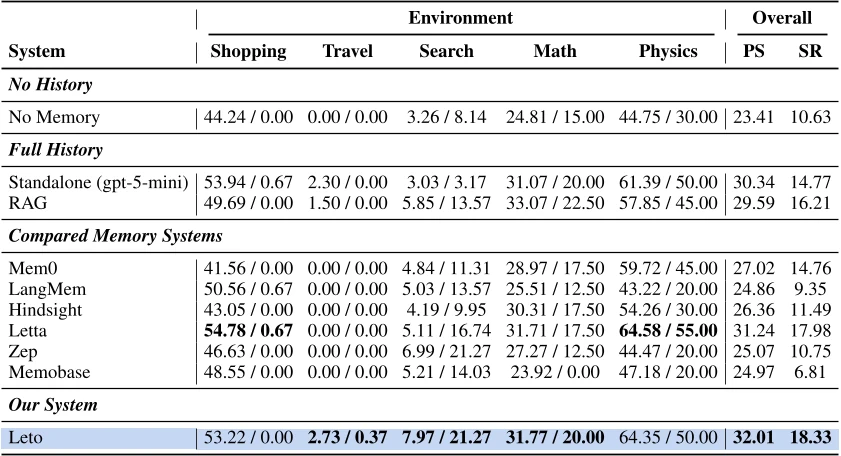 Environment Overall
System Shopping Travel Search Math Physics PS SR
No History
No Memory 44.24 / 0.00 0.00 / 0.00 3.26 / 8.14 24.81 / 15.00 44.75 / 30.00 23.41 10.63
Full History
Standalone (gpt-5-mini) 53.94 / 0.67 2.30 / 0.00 3.03 / 3.17 31.07 / 20.00 61.39 / 50.00 30.34 14.77
RAG 49.69 / 0.00 1.50 / 0.00 5.85 / 13.57 33.07 / 22.50 57.85 / 45.00 29.59 16.21
Compared Memory Systems
Mem0 41.56 / 0.00 0.00 / 0.00 4.84 / 11.31 28.97 / 17.50 59.72 / 45.00 27.02 14.76
LangMem 50.56 / 0.67 0.00 / 0.00 5.03 / 13.57 25.51 / 12.50 43.22 / 20.00 24.86 9.35
Hindsight 43.05 / 0.00 0.00 / 0.00 4.19 / 9.95 30.31 / 17.50 54.26 / 30.00 26.36 11.49
Letta 54.78 / 0.67 0.00 / 0.00 5.11 / 16.74 31.71 / 17.50 64.58 / 55.00 31.24 17.98
Zep 46.63 / 0.00 0.00 / 0.00 6.99 / 21.27 27.27 / 12.50 44.47 / 20.00 25.07 10.75
Memobase 48.55 / 0.00 0.00 / 0.00 5.21 / 14.03 23.92 / 0.00 47.18 / 20.00 24.97 6.81
Our System
Leto 53.22 / 0.00 2.73 / 0.37 7.97 / 21.27 31.77 / 20.00 64.35 / 50.00 32.01 18.33